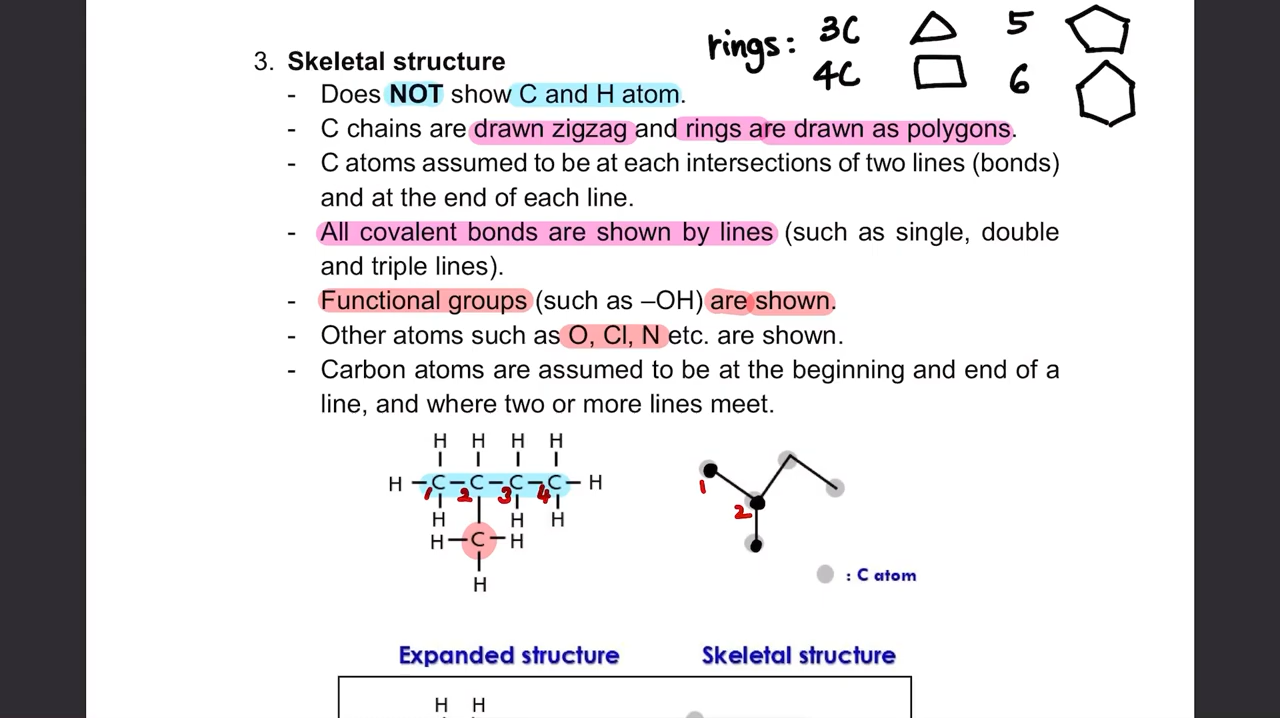 rings: 3C 5
4C 6
3. Skeletal structure
- Does NOT show C and H atom.
- C chains are drawn zigzag and rings are drawn as polygons.
- C atoms assumed to be at each intersections of two lines (bonds)
and at the end of each line.
- All covalent bonds are shown by lines (such as single, double
and triple lines).
- Functional groups (such as –OH) are shown.
- Other atoms such as O, Cl, N etc. are shown.
- Carbon atoms are assumed to be at the beginning and end of a
line, and where two or more lines meet.
H H H H
H C C C C H
1 2 3 4
H H H
H C H
H
1
2
: C atom
Expanded structure Skeletal structure
H H